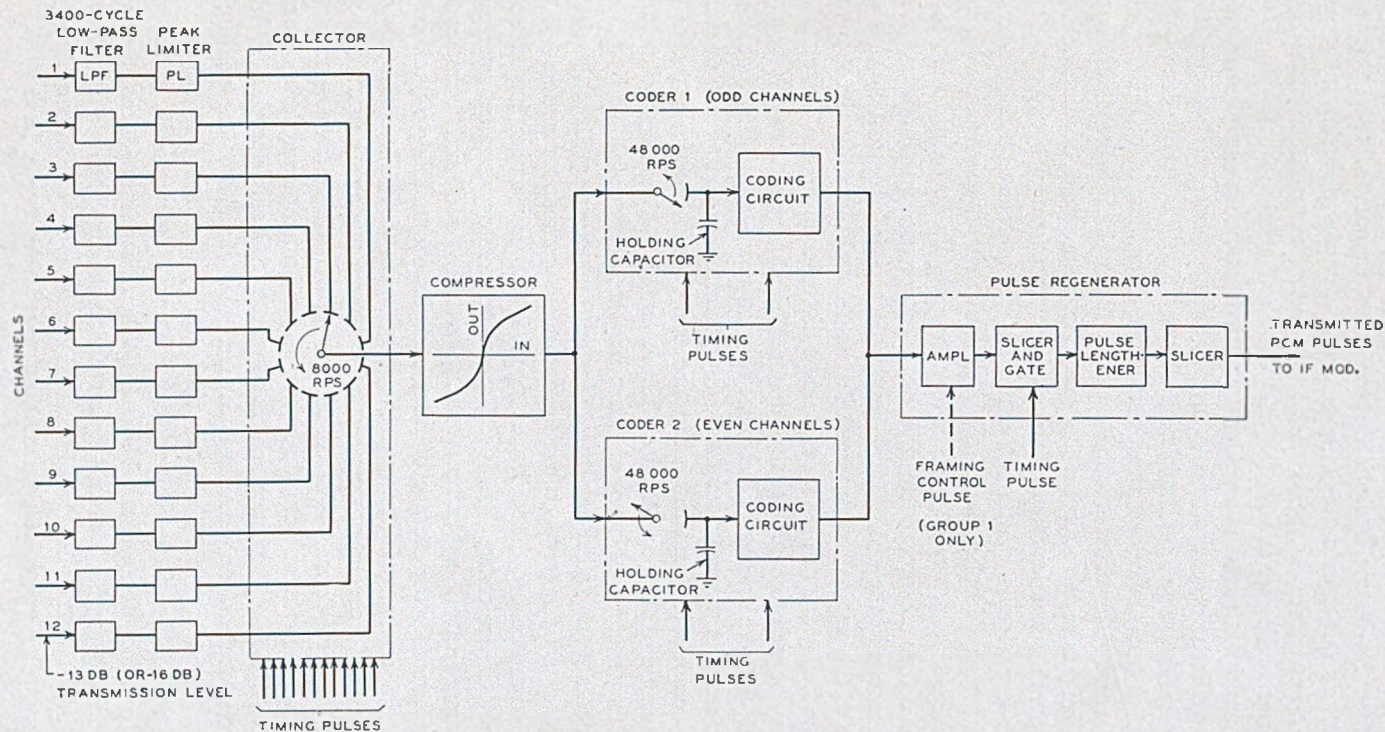 3400-CYCLE
LOW-PASS
FILTER
PEAK
LIMITER
COLLECTOR
CHANNELS
1
LPF
PL
2
3
4
5
6
7
8
9
10
11
12
8000
RPS
-13 DB (OR-16 DB)
TRANSMISSION LEVEL
TIMING PULSES
COMPRESSOR
OUT
IN
CODER 1 (ODD CHANNELS)
48 000
RPS
CODING
CIRCUIT
HOLDING
CAPACITOR
TIMING
PULSES
CODER 2 (EVEN CHANNELS)
48 000
RPS
CODING
CIRCUIT
HOLDING
CAPACITOR
TIMING
PULSES
PULSE REGENERATOR
AMPL
SLICER
AND
GATE
PULSE
LENGTH-
ENER
SLICER
TRANSMITTED
PCM PULSES
TO IF MOD.
FRAMING
CONTROL
PULSE
(GROUP 1
ONLY)
TIMING
PULSE